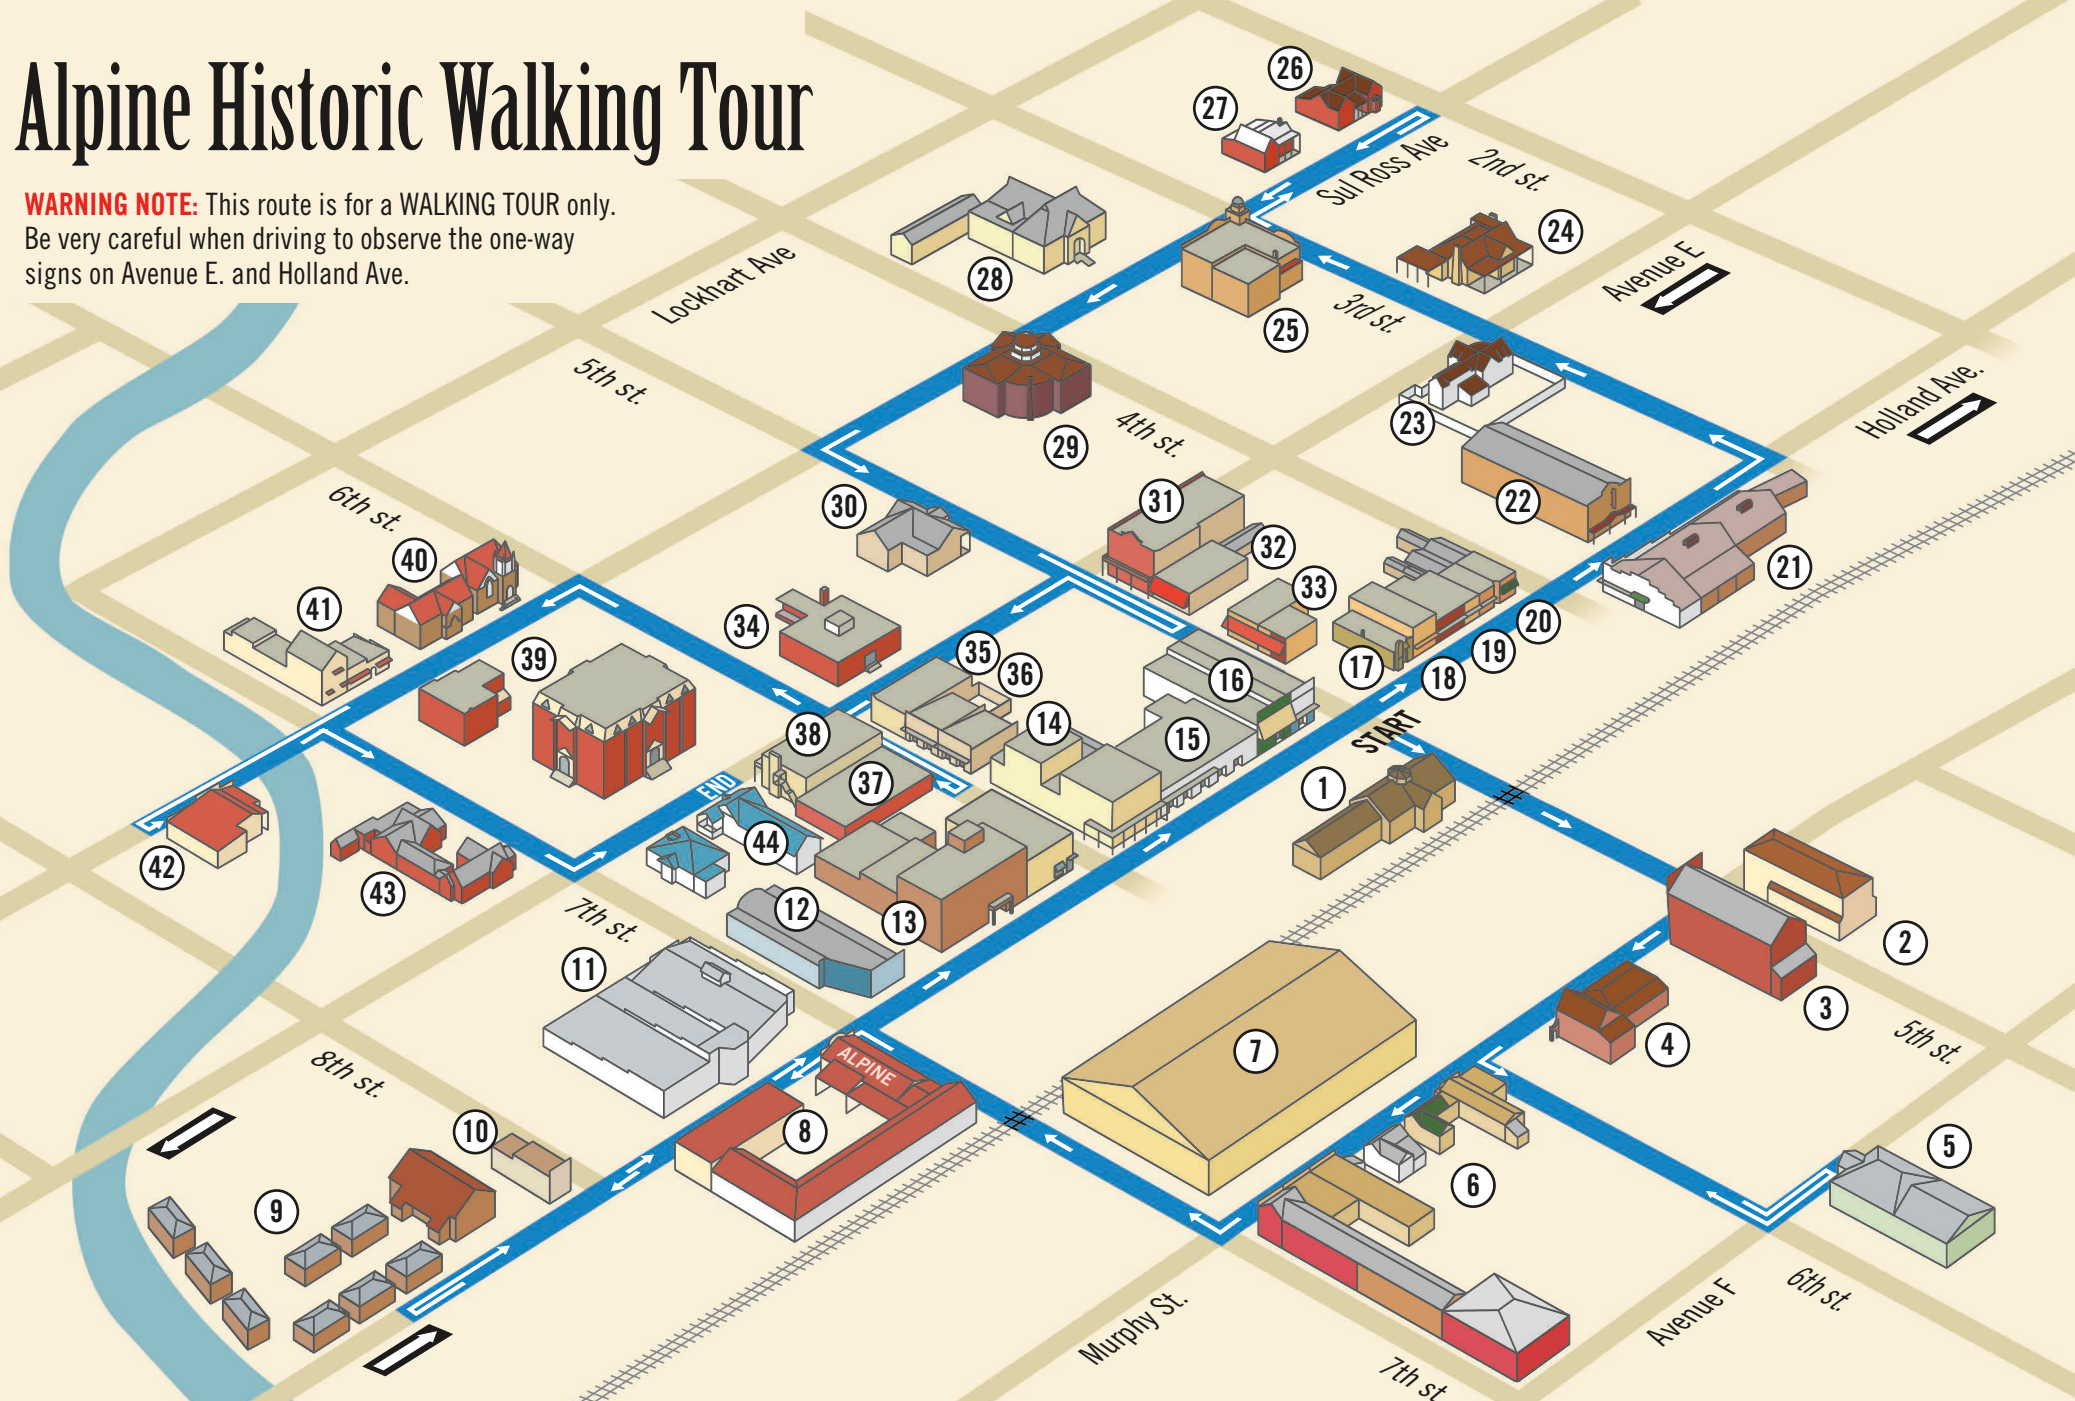 Alpine Historic Walking Tour
WARNING NOTE: This route is for a WALKING TOUR only.
Be very careful when driving to observe the one-way
signs on Avenue E. and Holland Ave.
26
27
Sul Ross Ave
2nd st.
24
28
Lockhart Ave
Avenue E
25
3rd st.
5th st.
Holland Ave.
23
29
4th st.
6th st.
30
31
22
40
32
21
41
33
34
20
39
35
19
36
17
16
18
38
14
15
START
37
END
1
44
42
43
12
13
7th st.
11
2
3
5th st.
4
7
ALPINE
8th st.
8
10
5
6
9
Murphy St.
Avenue F
6th st.
7th st